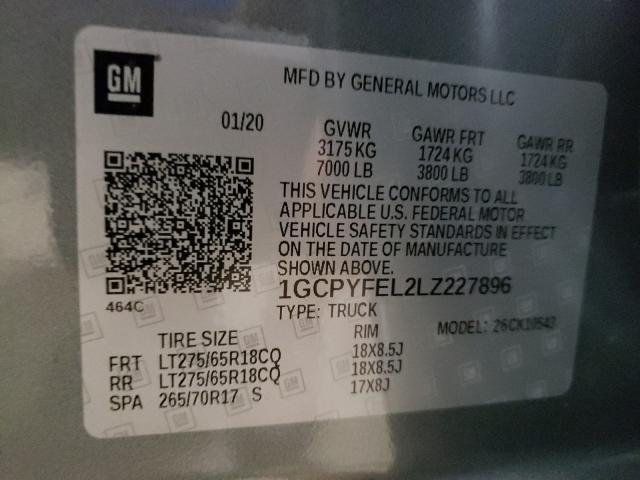 GM
MFD BY GENERAL MOTORS LLC
01/20 GVWR GAWR FRT GAWR RR
3175 KG 1724 KG 1724 KG
7000 LB 3800 LB 3800 LB
THIS VEHICLE CONFORMS TO ALL
APPLICABLE U.S. FEDERAL MOTOR
VEHICLE SAFETY STANDARDS IN EFFECT
ON THE DATE OF MANUFACTURE
SHOWN ABOVE.
1GCPYFEL2LZ227896
464C
TYPE: TRUCK
TIRE SIZE RIM MODEL: 26CK10543
FRT LT275/65R18CQ 18X8.5J
RR LT275/65R18CQ 18X8.5J
SPA 265/70R17 S 17X8J